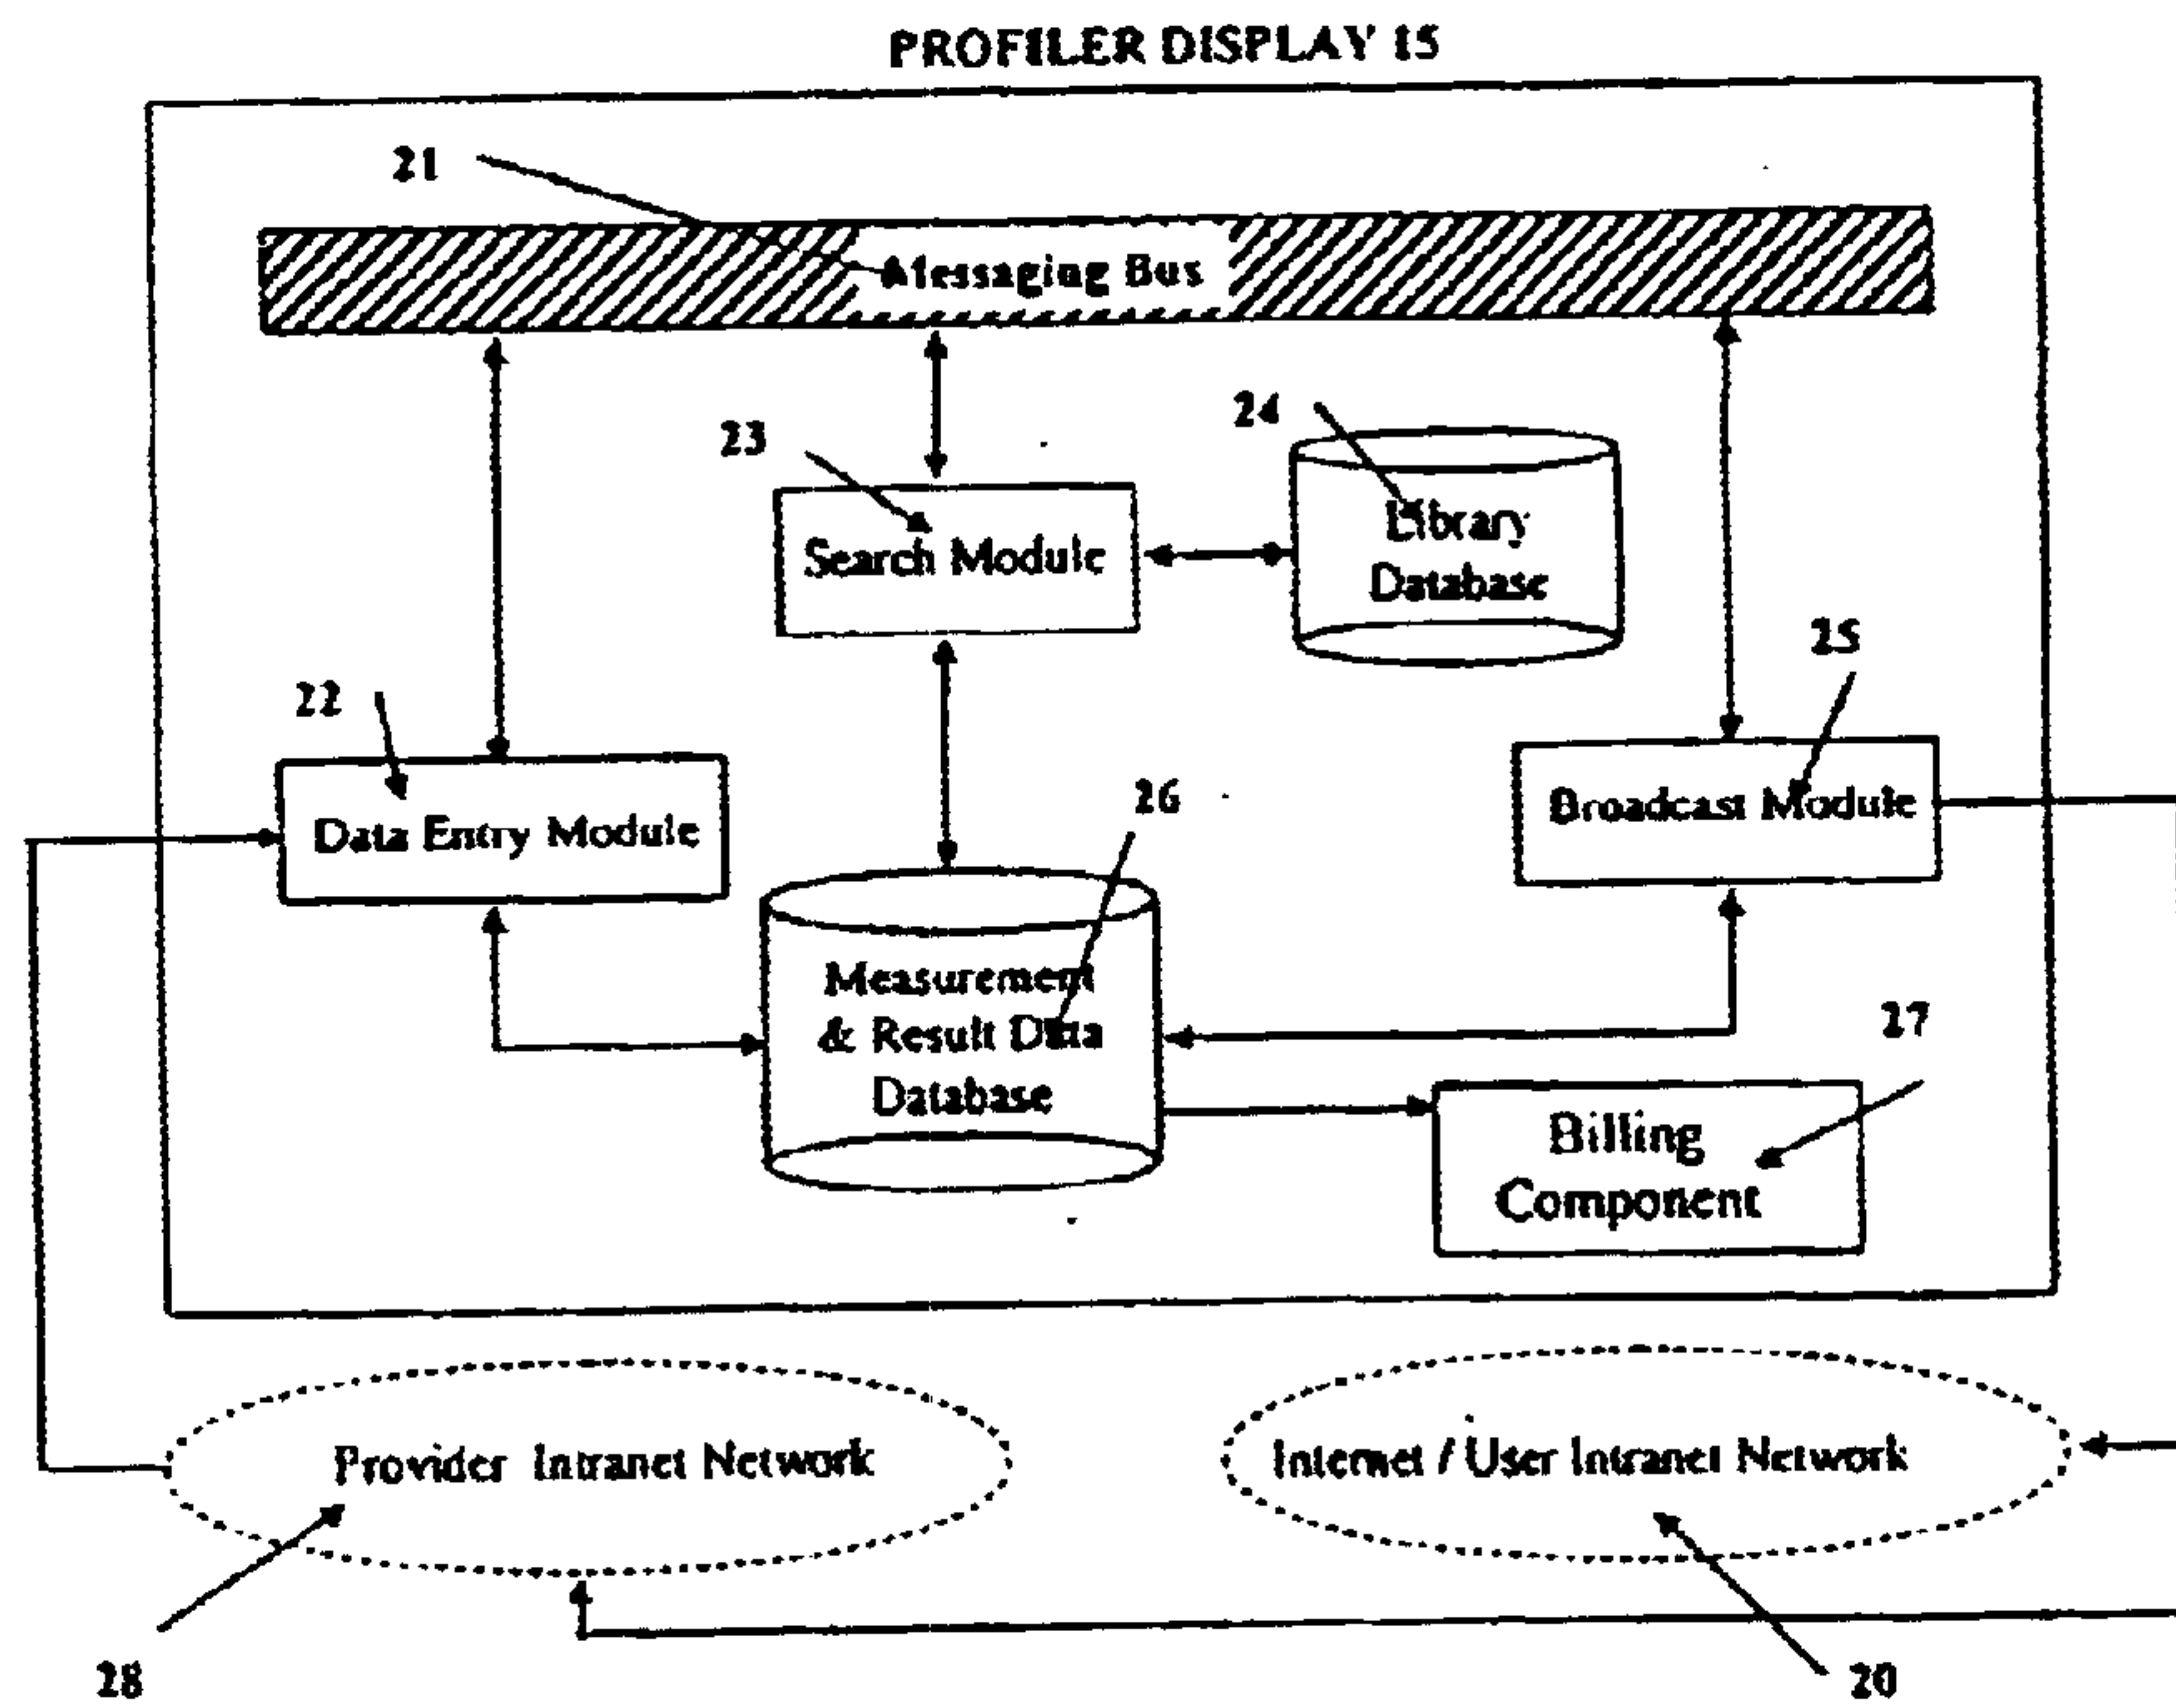 PROFILER DISPLAY 15
21
Messaging Bus
23
24
Search Module
Library
Database
25
22
26
Data Entry Module
Broadcast Module
Measurement
& Result Data
Database
27
Billing
Component
Provider Intranet Network
Internet / User Intranet Network
28
20